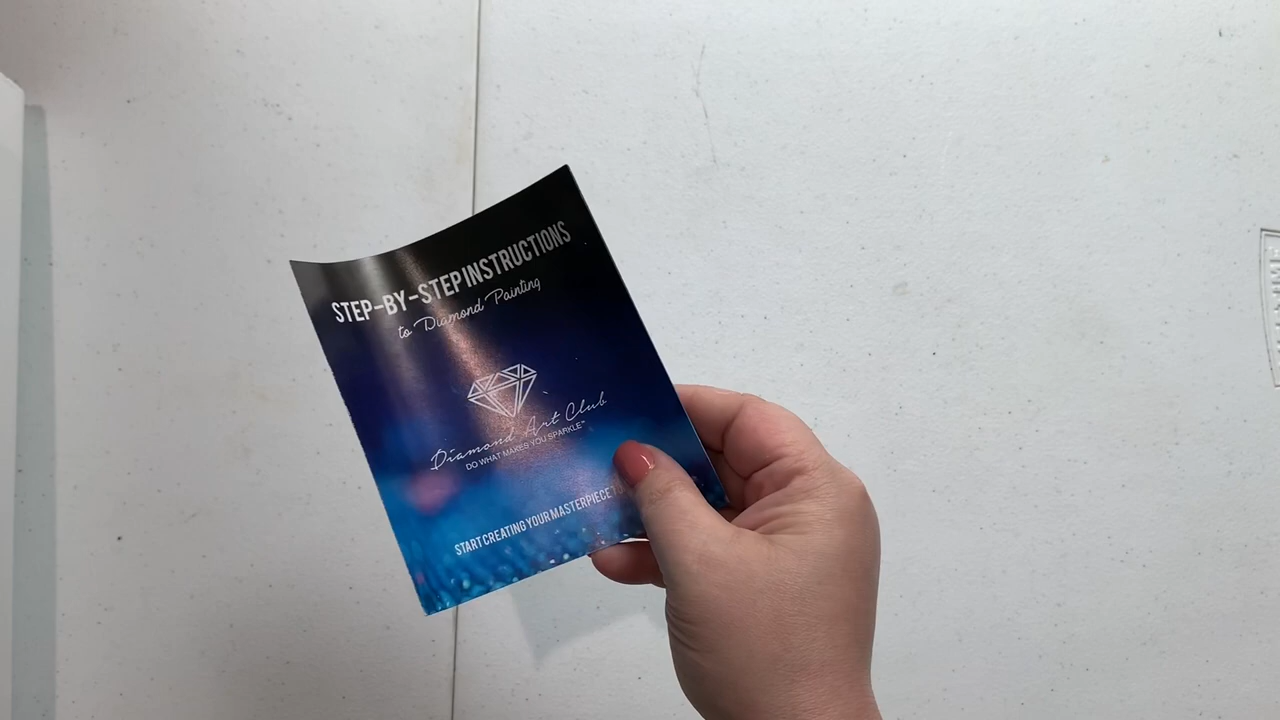 STEP-BY-STEP INSTRUCTIONS
to Diamond Painting
Diamond Art Club
DO WHAT MAKES YOU SPARKLE™
START CREATING YOUR MASTERPIECE